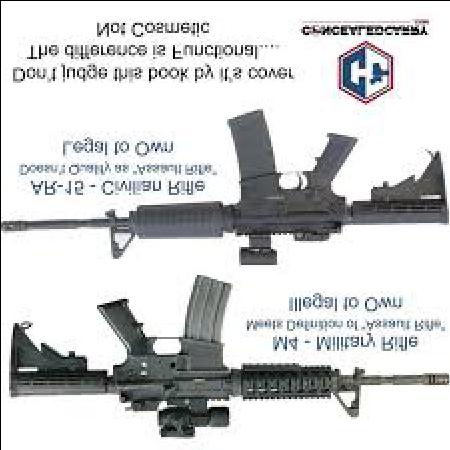 M4 - Military Rifle
Meets Definition of "Assault Rifle"
Illegal to Own
AR-15 - Civilian Rifle
Doesn't Qualify as "Assault Rifle"
Legal to Own
Don't judge this book by it's cover
The difference is Functional....
Not Cosmetic
CONCEALEDCARRY
.COM